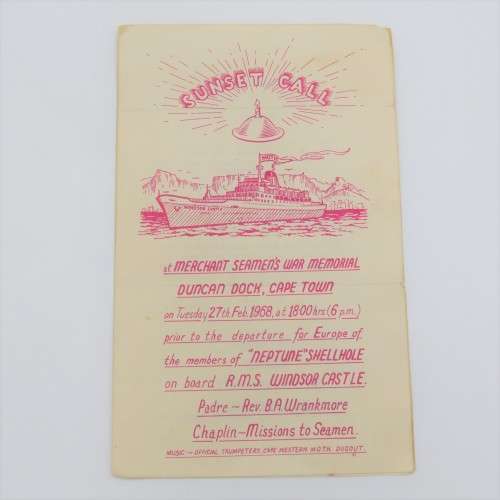 SUNSET CALL
at MERCHANT SEAMEN'S WAR MEMORIAL
DUNCAN DOCK, CAPE TOWN
on Tuesday 27th Feb. 1968, at 1800 hrs (6 p.m.)
prior to the departure for Europe of
the members of "NEPTUNE" SHELLHOLE
on board R.M.S. WINDSOR CASTLE.
Padre ~ Rev. B.A. Wrankmore
Chaplin ~ Missions to Seamen.
MUSIC :- OFFICIAL TRUMPETERS CAPE WESTERN M.O.T.H. DUGOUT.